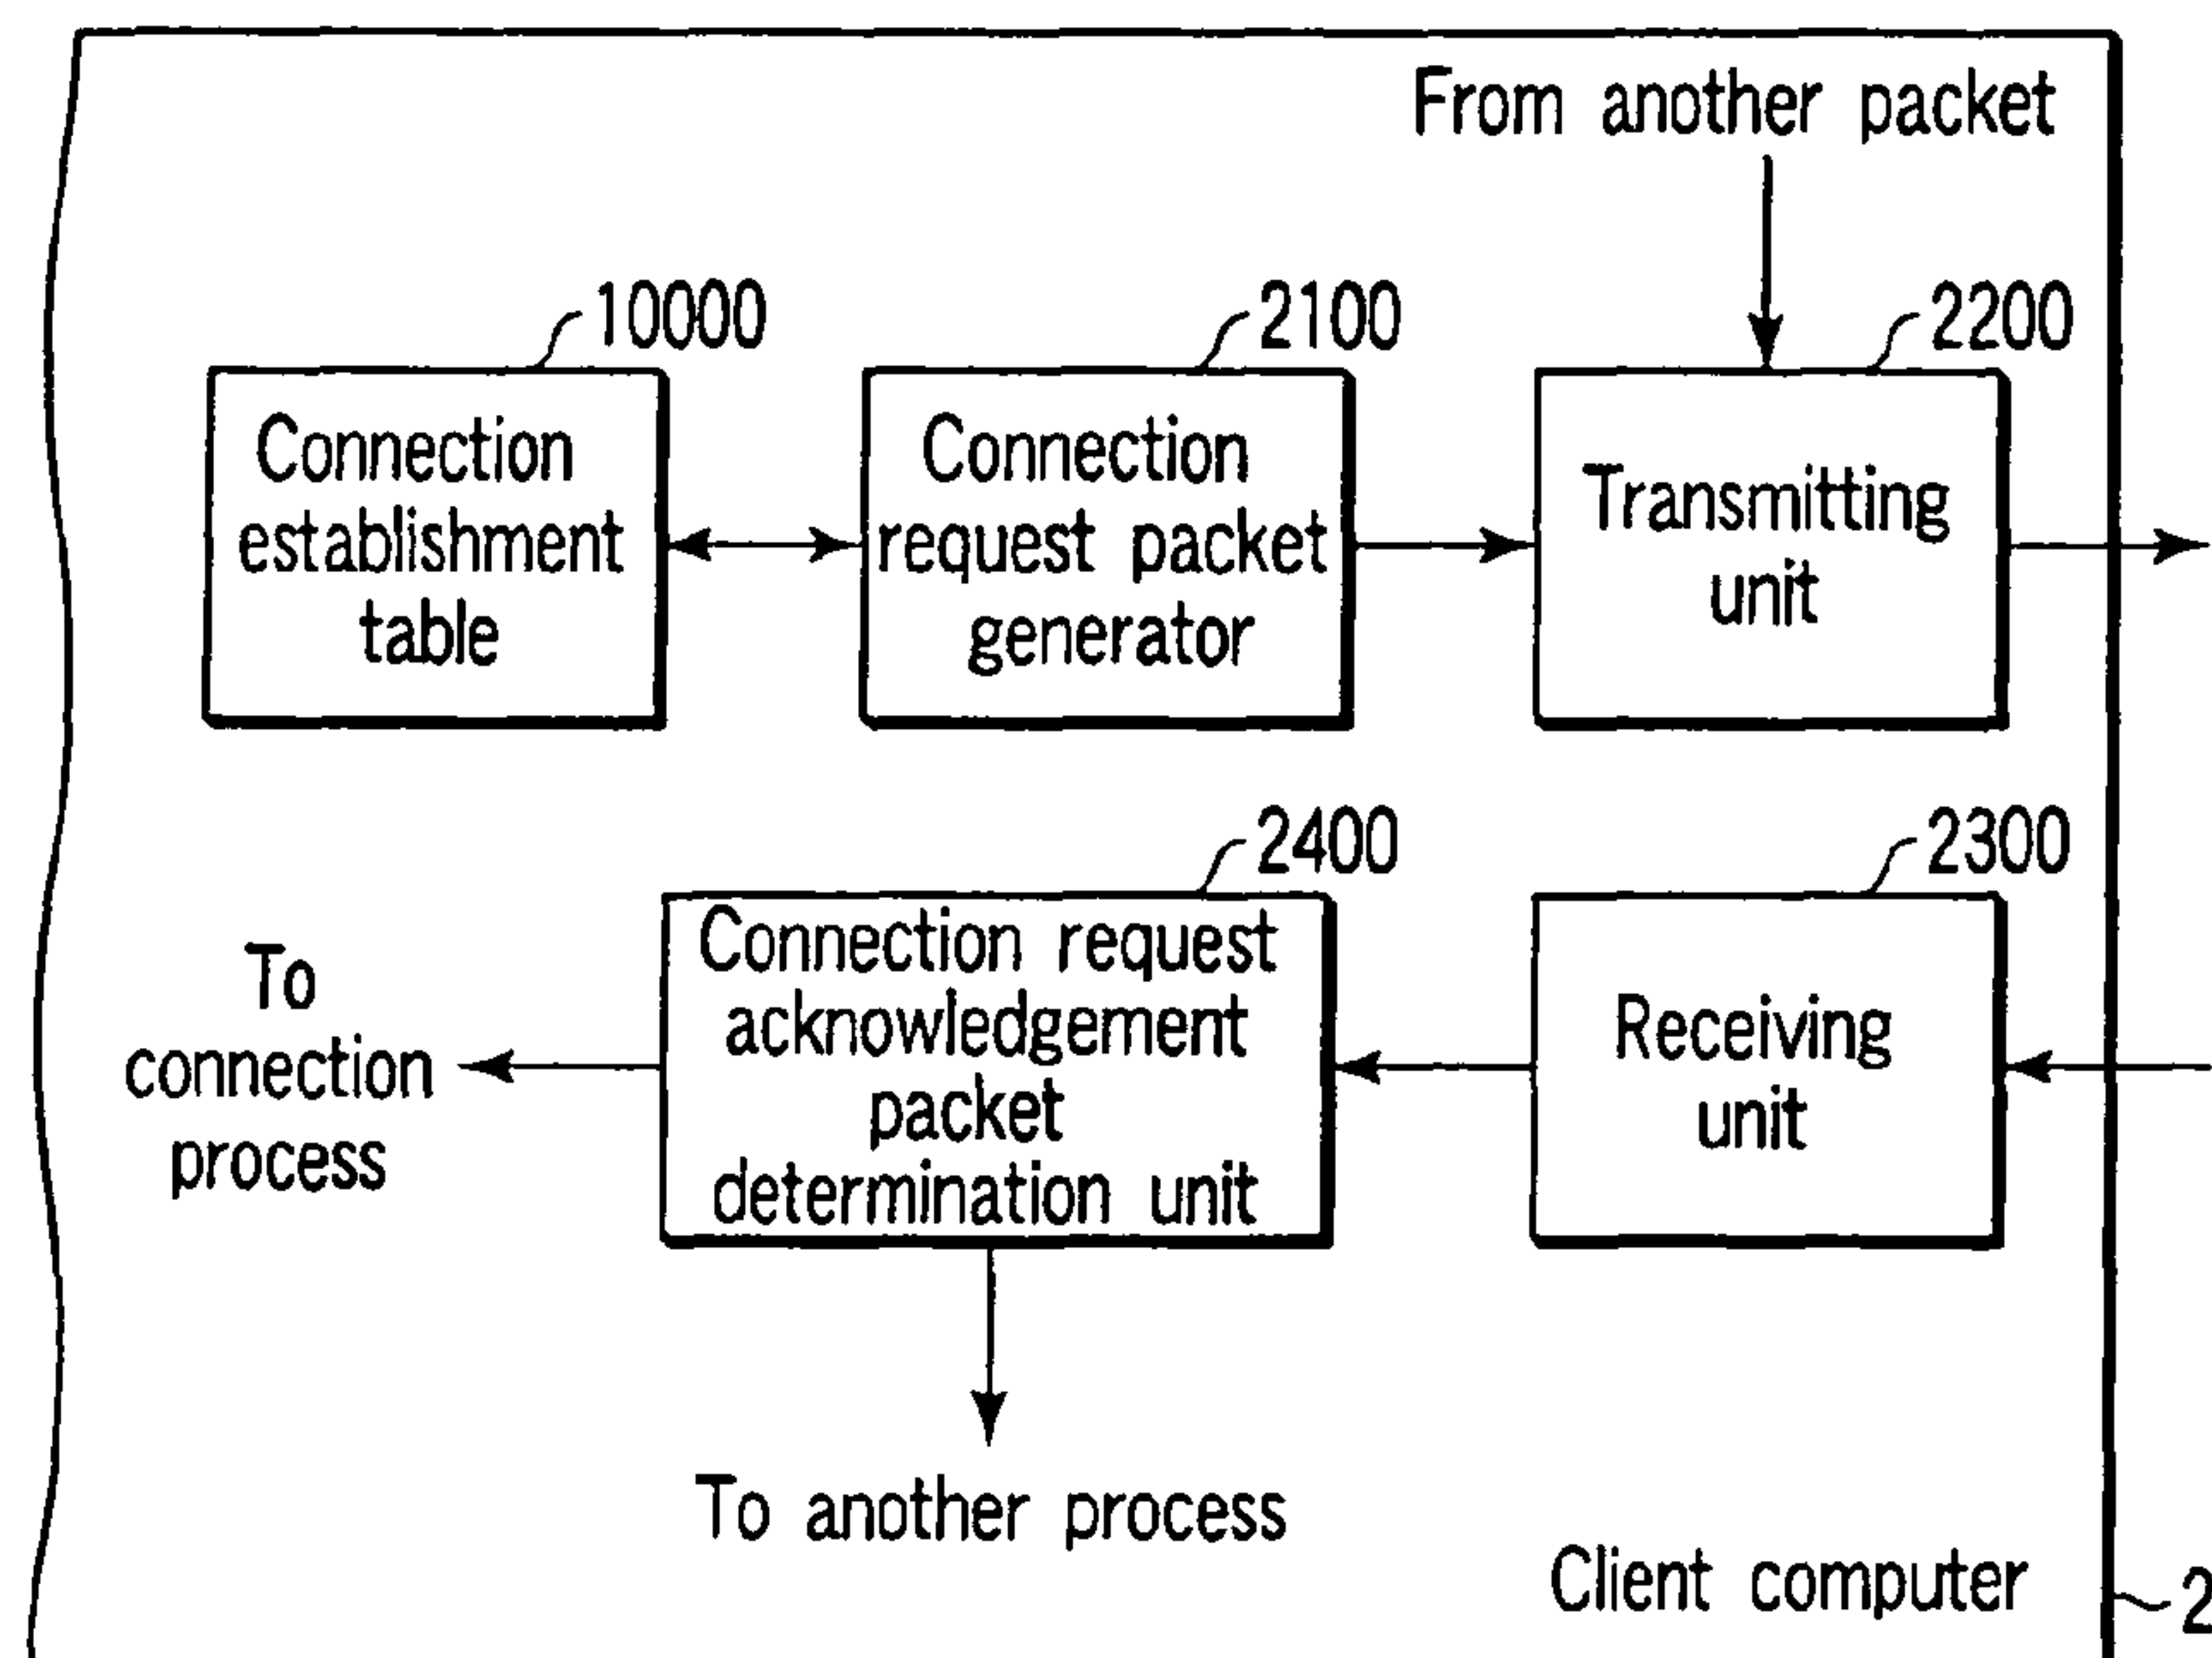 From another packet
10000
2100
2200
Connection
establishment
table
Connection
request packet
generator
Transmitting
unit
2400
2300
To
connection
process
Connection request
acknowledgement
packet
determination unit
Receiving
unit
To another process
Client computer
2